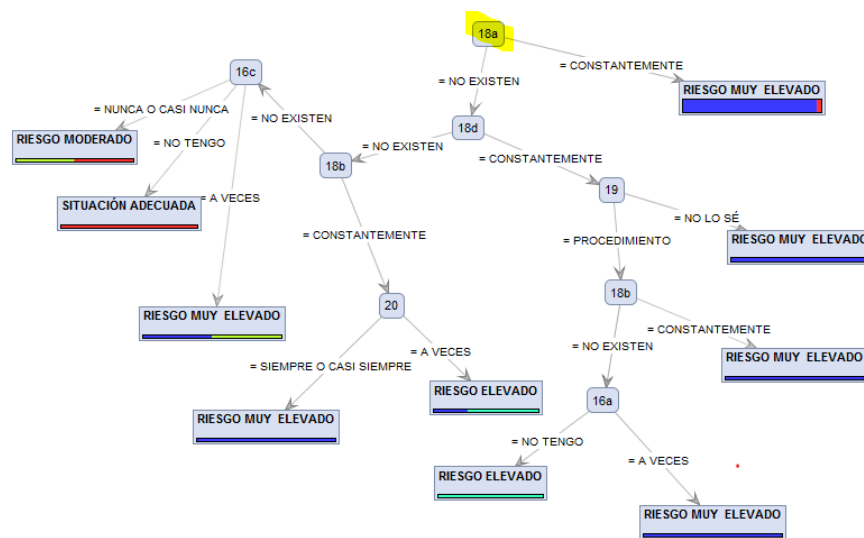 18a
16c
= CONSTANTEMENTE
= NO EXISTEN
RIESGO MUY ELEVADO
= NUNCA O CASI NUNCA
= NO EXISTEN
18d
RIESGO MODERADO
= NO TENGO
= NO EXISTEN
18b
= CONSTANTEMENTE
19
SITUACIÓN ADECUADA
= A VECES
= NO LO SÉ
= CONSTANTEMENTE
= PROCEDIMIENTO
RIESGO MUY ELEVADO
18b
20
RIESGO MUY ELEVADO
= CONSTANTEMENTE
= NO EXISTEN
= A VECES
RIESGO MUY ELEVADO
= SIEMPRE O CASI SIEMPRE
RIESGO ELEVADO
16a
RIESGO MUY ELEVADO
= NO TENGO
= A VECES
RIESGO ELEVADO
RIESGO MUY ELEVADO